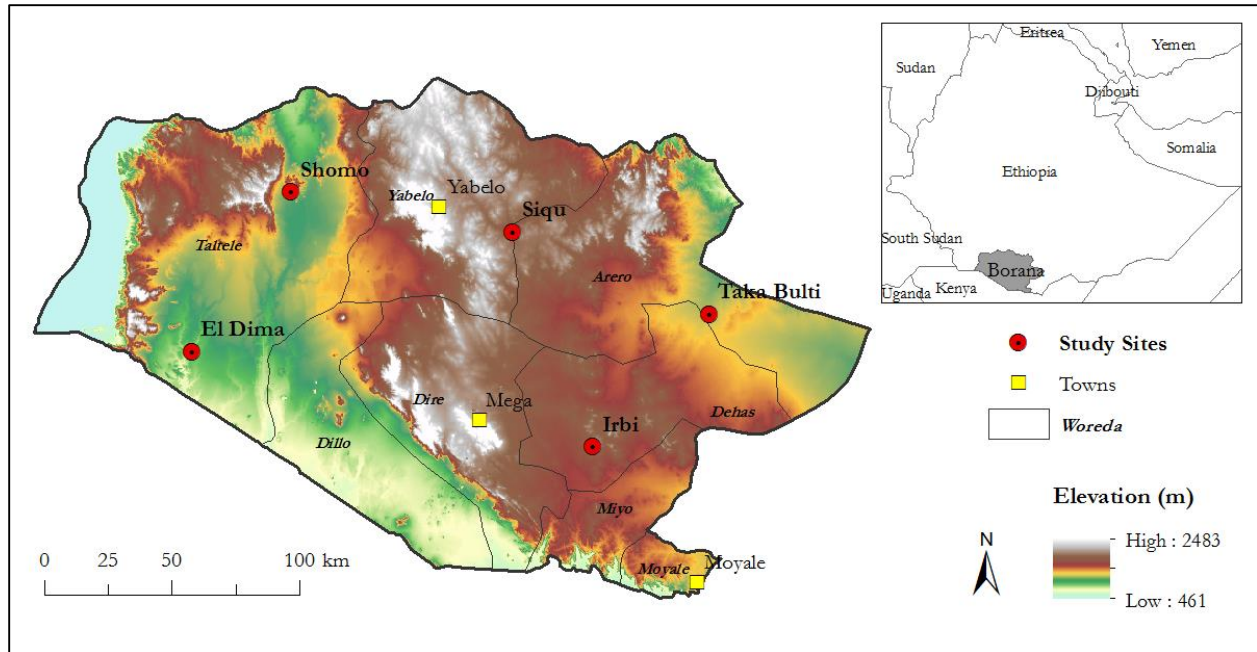 Shomo
Yabelo
Yabelo
Siqu
Taltele
Arero
Taka Bulti
El Dima
Dire
Mega
Dehas
Irbi
Dillo
Miyo
Moyale
Moyale
0 25 50 100 km
Eritrea
Yemen
Sudan
Djibouti
Somalia
Ethiopia
South Sudan
Borana
Uganda
Kenya
Study Sites
Towns
Woreda
Elevation (m)
N
High : 2483
Low : 461